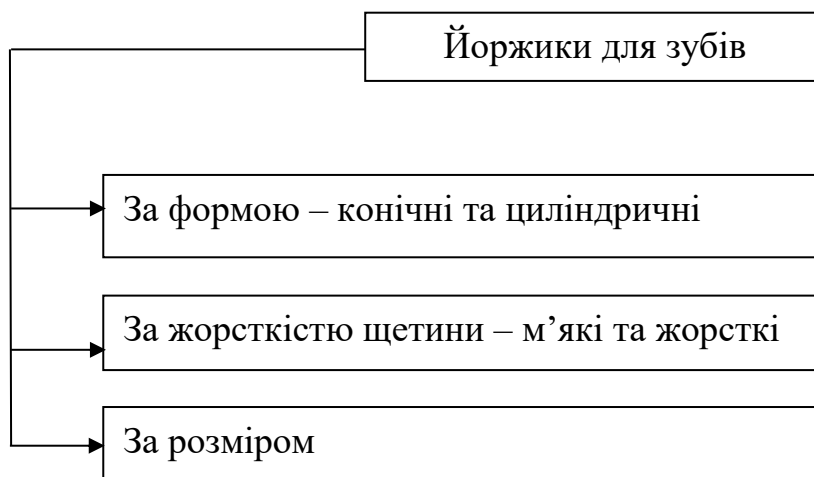 Йоржики для зубів
За формою – конічні та циліндричні
За жорсткістю щетини – м’які та жорсткі
За розміром